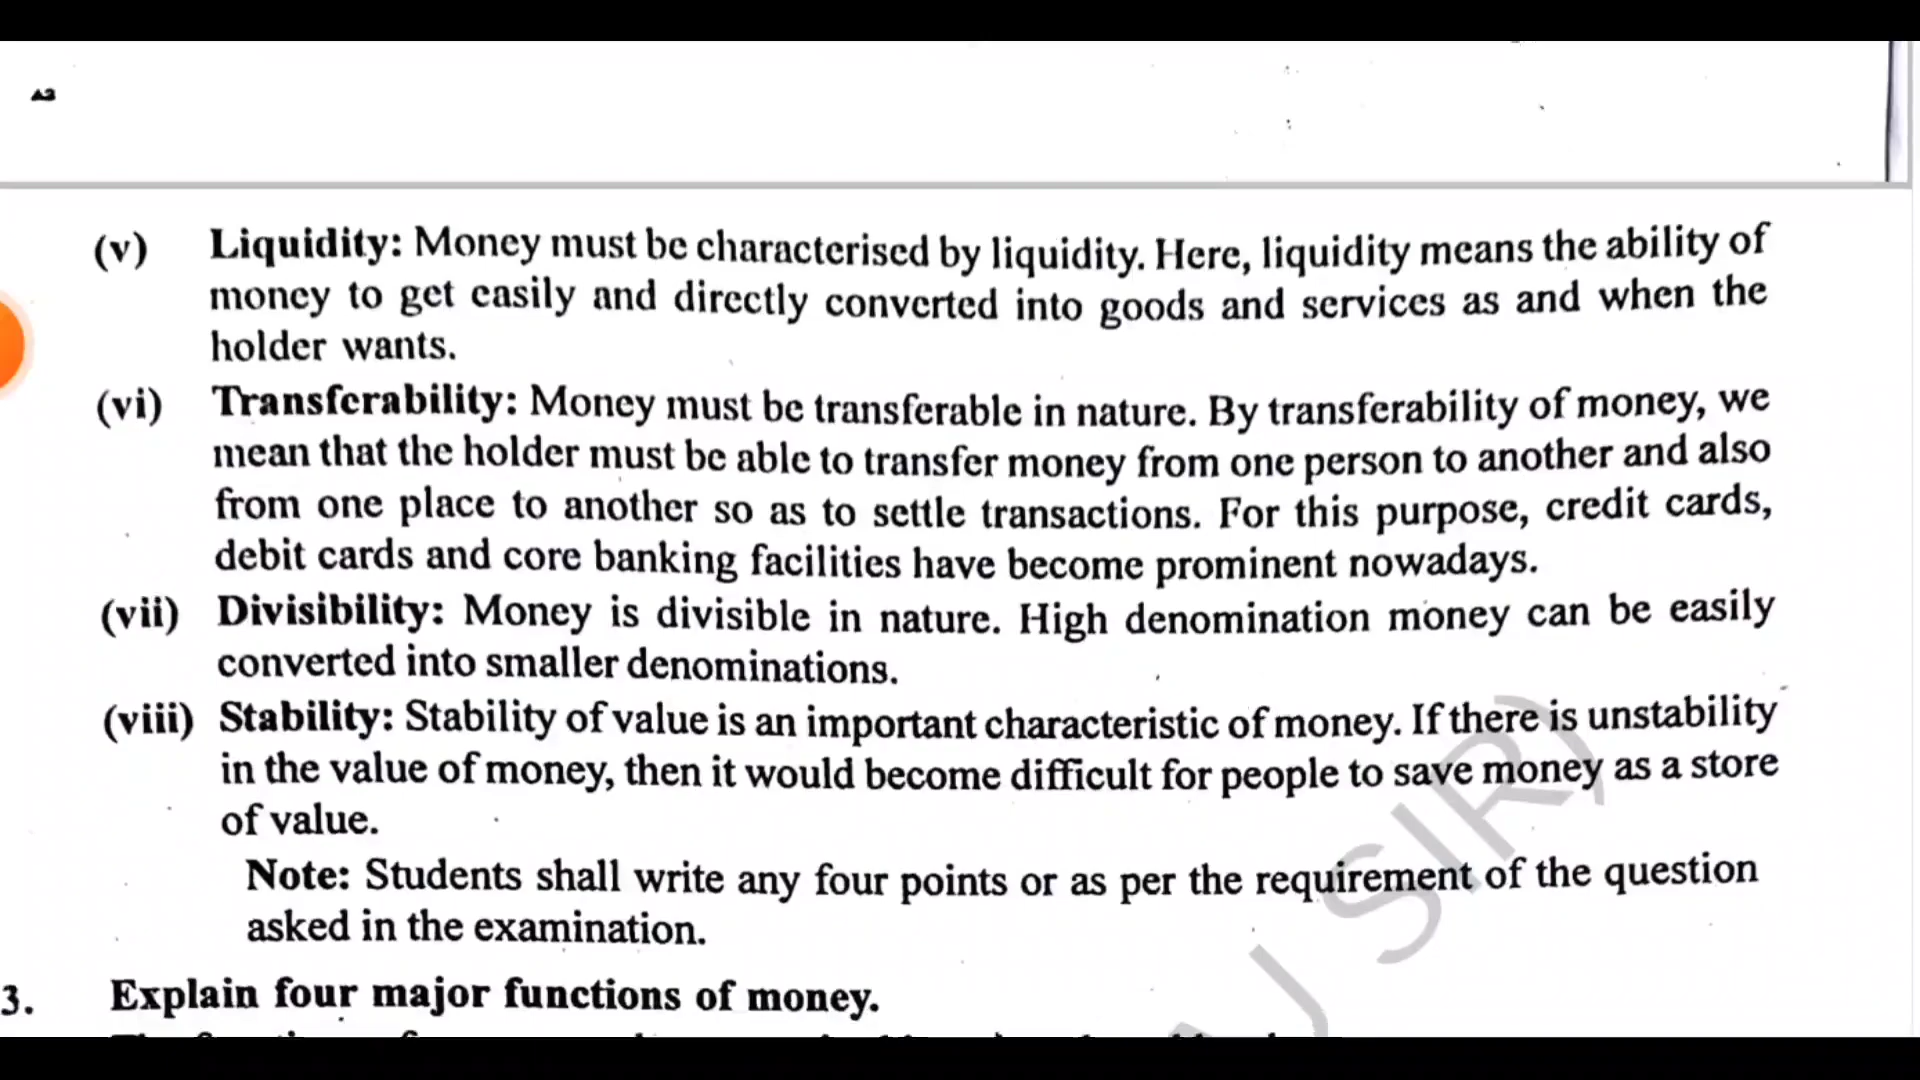 (v) Liquidity: Money must be characterised by liquidity. Here, liquidity means the ability of
money to get easily and directly converted into goods and services as and when the
holder wants.
(vi) Transferability: Money must be transferable in nature. By transferability of money, we
mean that the holder must be able to transfer money from one person to another and also
from one place to another so as to settle transactions. For this purpose, credit cards,
debit cards and core banking facilities have become prominent nowadays.
(vii) Divisibility: Money is divisible in nature. High denomination money can be easily
converted into smaller denominations.
(viii) Stability: Stability of value is an important characteristic of money. If there is unstability
in the value of money, then it would become difficult for people to save money as a store
of value.
Note: Students shall write any four points or as per the requirement of the question
asked in the examination.
3. Explain four major functions of money.
J SIR)